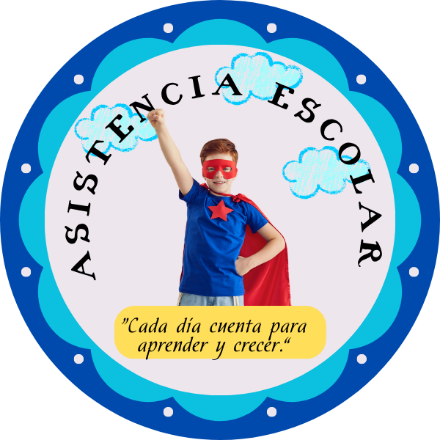 ASISTENCIA ESCOLAR
"Cada día cuenta para
aprender y crecer."